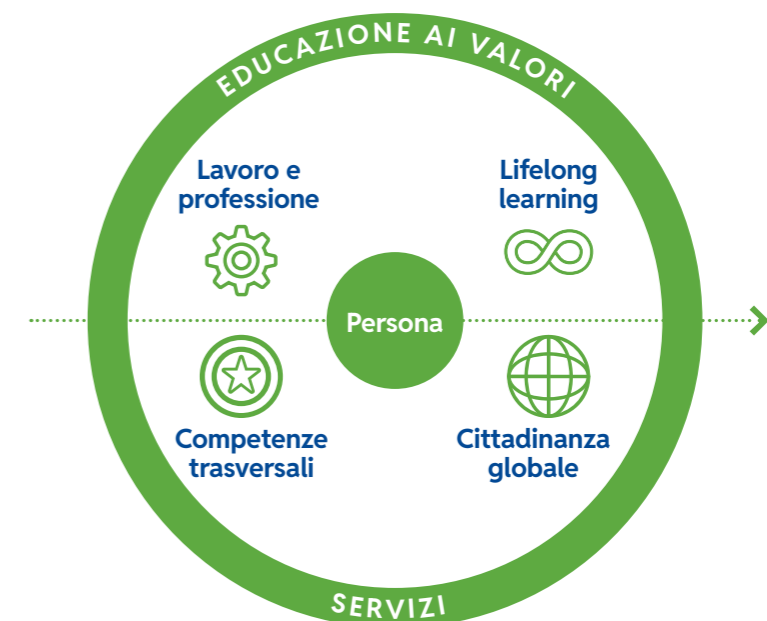 EDUCAZIONE AI VALORI
Lavoro e
professione
Lifelong
learning
Persona
Competenze
trasversali
Cittadinanza
globale
SERVIZI